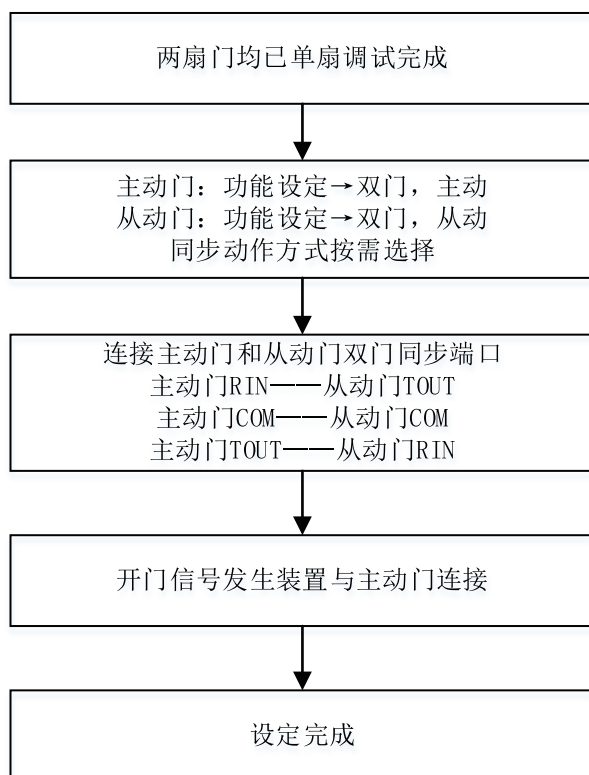 两扇门均已单扇调试完成
主动门：功能设定→双门，主动
从动门：功能设定→双门，从动
同步动作方式按需选择
连接主动门和从动门双门同步端口
主动门RIN——从动门TOUT
主动门COM——从动门COM
主动门TOUT——从动门RIN
开门信号发生装置与主动门连接
设定完成